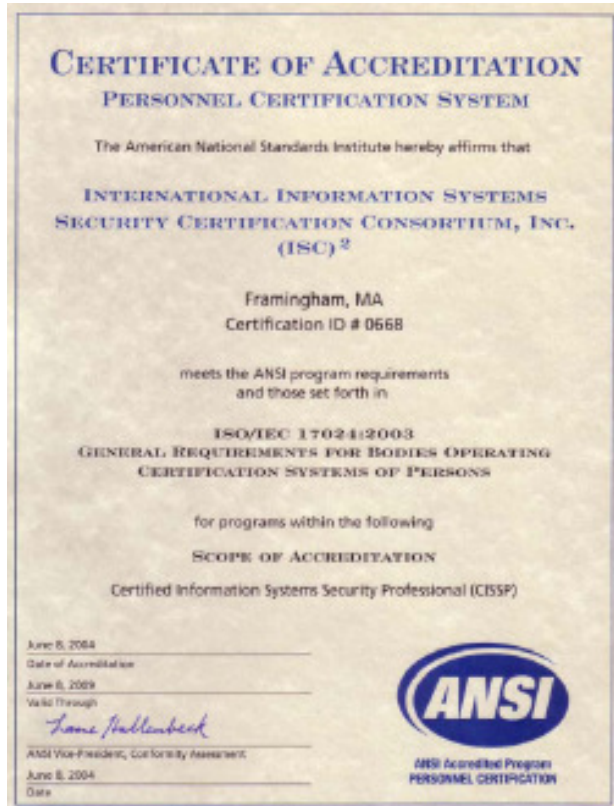 CERTIFICATE OF ACCREDITATION
PERSONNEL CERTIFICATION SYSTEM
The American National Standards Institute hereby affirms that
INTERNATIONAL INFORMATION SYSTEMS
SECURITY CERTIFICATION CONSORTIUM, INC.
(ISC)²
Framingham, MA
Certification ID # 0668
meets the ANSI program requirements
and those set forth in
ISO/IEC 17024:2003
GENERAL REQUIREMENTS FOR BODIES OPERATING
CERTIFICATION SYSTEMS OF PERSONS
for programs within the following
SCOPE OF ACCREDITATION
Certified Information Systems Security Professional (CISSP)
June 8, 2004
Date of Accreditation
June 8, 2009
Valid Through
Lane Hallenbeck
ANSI Vice-President, Conformity Assessment
June 8, 2004
Date
ANSI
ANSI Accredited Program
PERSONNEL CERTIFICATION